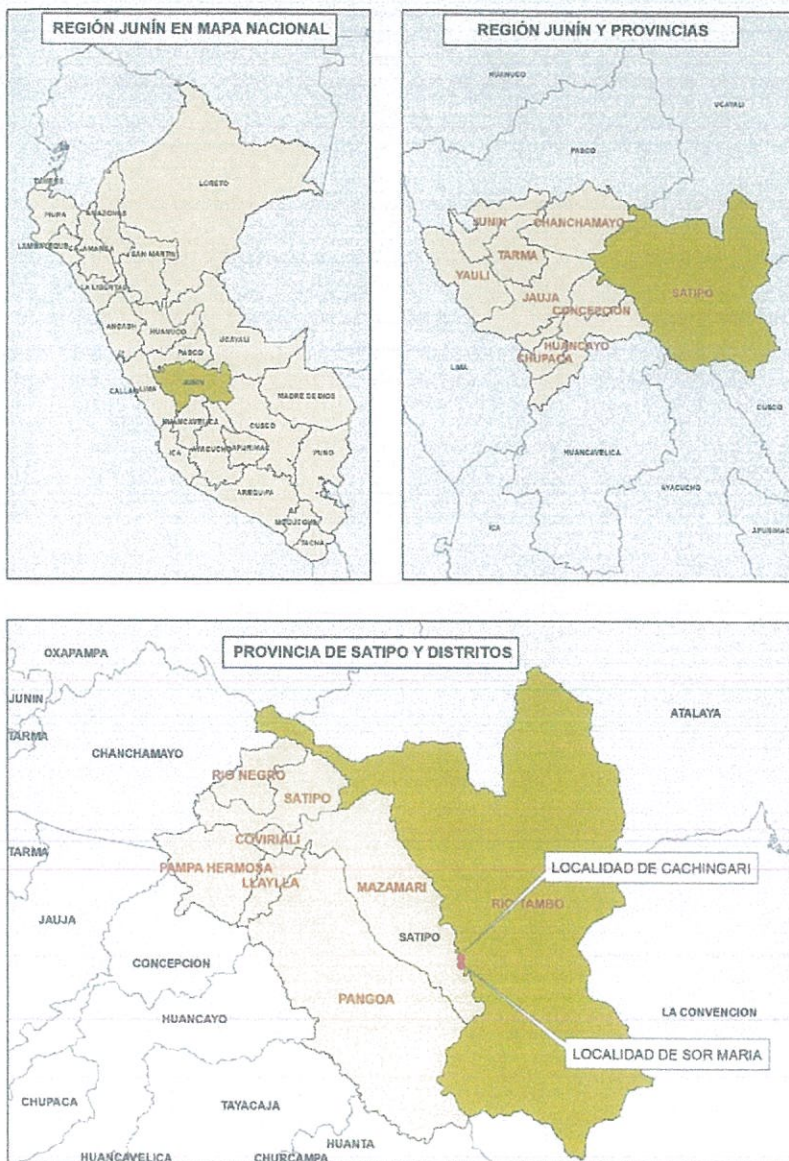 REGIÓN JUNÍN EN MAPA NACIONAL
LORETO
TUMBES
PIURA
AMAZONAS
LAMBAYEQUE
CAJAMARCA
SAN MARTIN
LA LIBERTAD
ANCASH
HUANUCO
UCAYALI
PASCO
JUNIN
CALLAO
LIMA
MADRE DE DIOS
HUANCAVELICA
CUSCO
ICA
AYACUCHO
APURIMAC
PUNO
AREQUIPA
MOQUEGUA
TACNA
REGIÓN JUNÍN Y PROVINCIAS
HUANUCO
UCAYALI
PASCO
JUNIN
CHANCHAMAYO
TARMA
YAULI
SATIPO
JAUJA
CONCEPCION
HUANCAYO
CHUPACA
LIMA
CUSCO
HUANCAVELICA
AYACUCHO
ICA
APURIMAC
PROVINCIA DE SATIPO Y DISTRITOS
OXAPAMPA
JUNIN
ATALAYA
TARMA
CHANCHAMAYO
RIO NEGRO
SATIPO
COVIRIALI
TARMA
PAMPA HERMOSA
LLAYLLA
MAZAMARI
LOCALIDAD DE CACHINGARI
RIO TAMBO
JAUJA
SATIPO
CONCEPCION
PANGOA
HUANCAYO
LA CONVENCION
LOCALIDAD DE SOR MARIA
CHUPACA
TAYACAJA
HUANTA
HUANCAVELICA
CHURCAMPA